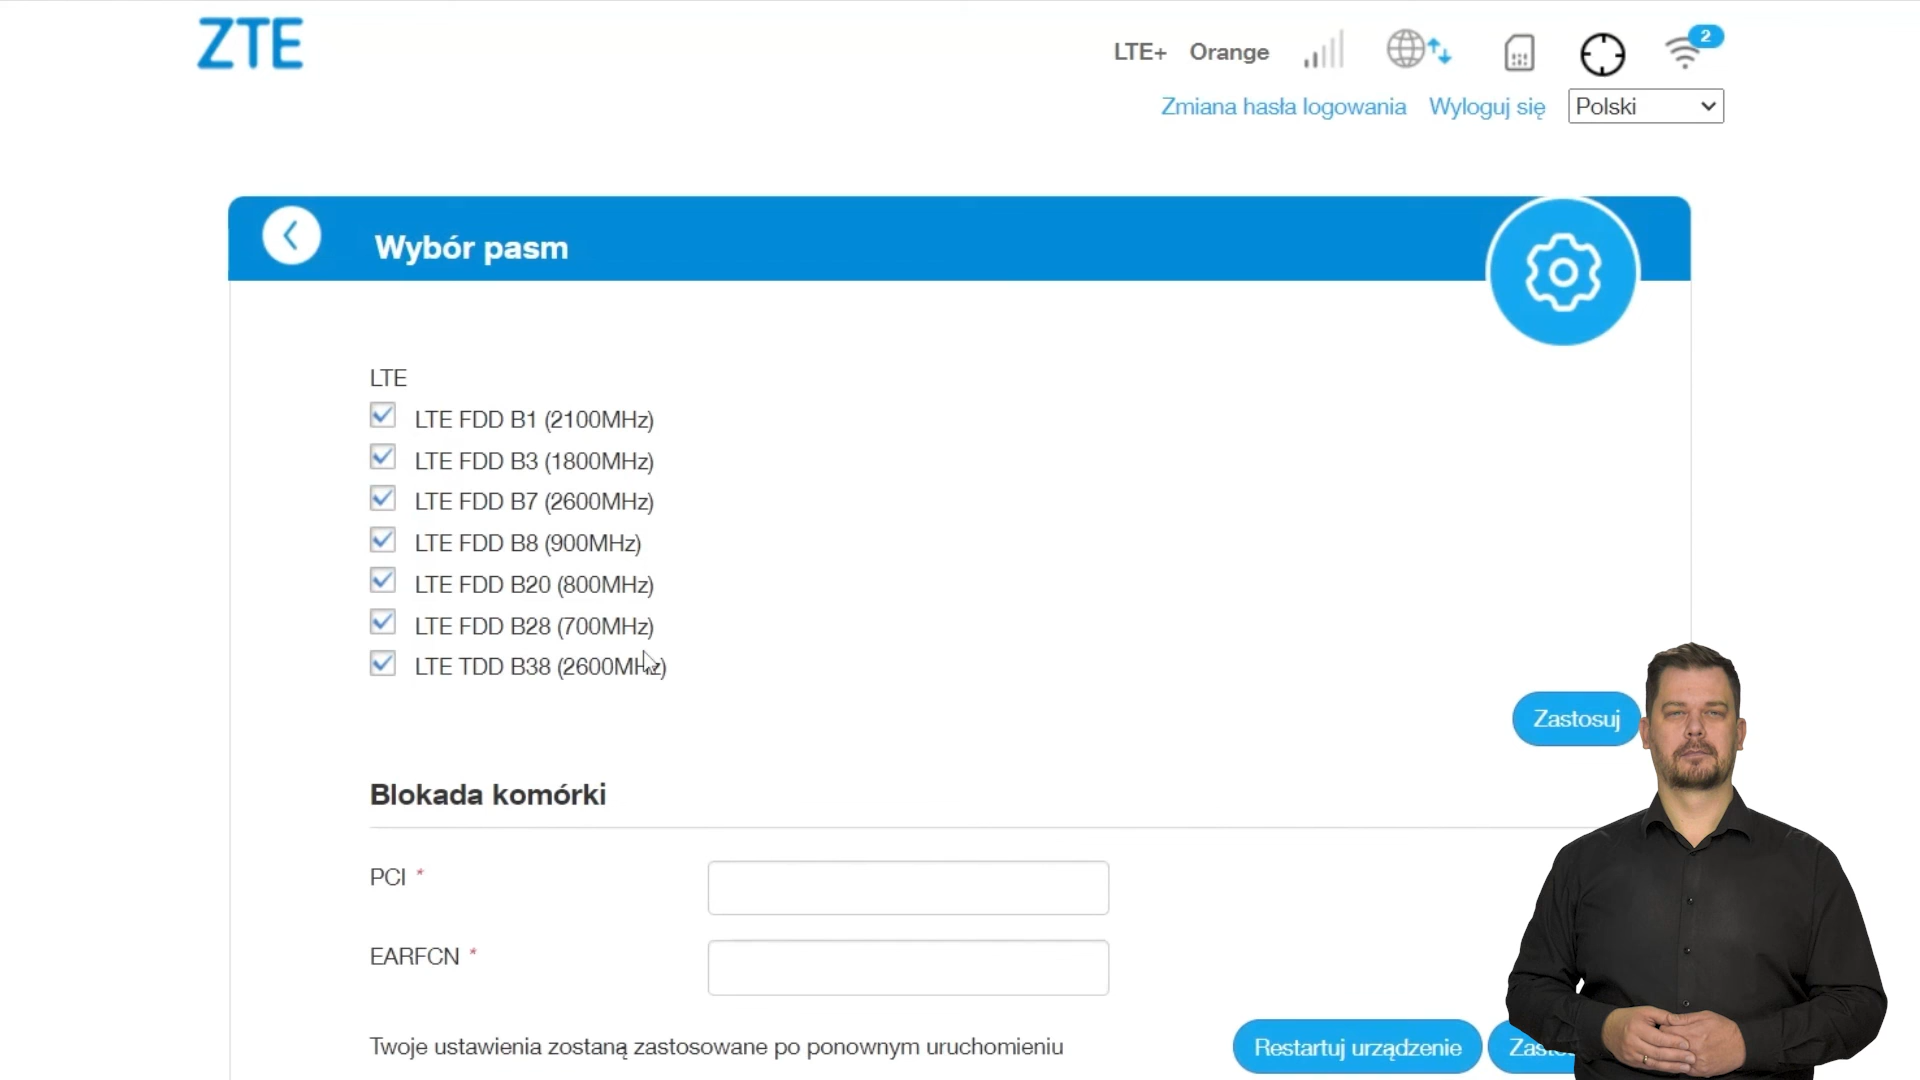 ZTE
LTE+ Orange
2
Zmiana hasła logowania Wyloguj się Polski
Wybór pasm
LTE
LTE FDD B1 (2100MHz)
LTE FDD B3 (1800MHz)
LTE FDD B7 (2600MHz)
LTE FDD B8 (900MHz)
LTE FDD B20 (800MHz)
LTE FDD B28 (700MHz)
LTE TDD B38 (2600MHz)
Zastosuj
Blokada komórki
PCI *
EARFCN *
Twoje ustawienia zostaną zastosowane po ponownym uruchomieniu Restartuj urządzenie